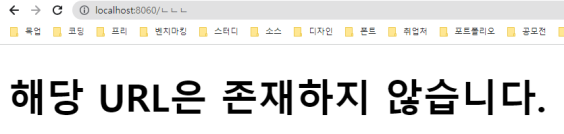 localhost:8060/ㄴㄴㄴ
목업 코딩 프리 벤치마킹 스터디 소스 디자인 폰트 취업처 포트폴리오 공모전
해당 URL은 존재하지 않습니다.